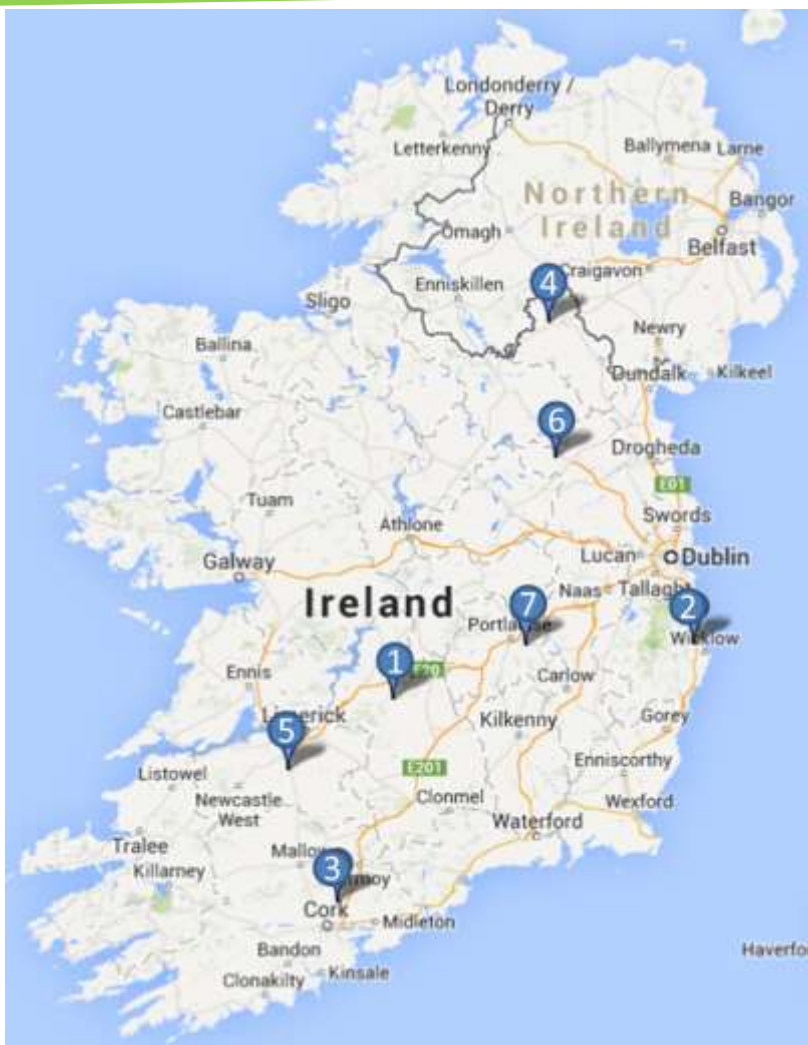 Londonderry /
Derry
Letterkenny
Ballymena
Larne
Northern
Ireland
Bangor
Omagh
Belfast
Craigavon
4
Enniskillen
Sligo
Newry
Ballina
Dundalk
Kilkeel
Castlebar
6
Drogheda
E01
Tuam
Swords
Athlone
Galway
Lucan
Dublin
Ireland
7
Naas
Tallaght
2
Portlaoise
Wicklow
1
E20
Ennis
Carlow
Limerick
5
Kilkenny
Gorey
Listowel
E201
Enniscorthy
Newcastle
West
Clonmel
Wexford
Tralee
Waterford
Killarney
Mallow
3
Fermoy
Cork
Midleton
Bandon
Kinsale
Haverfo
Clonakilty